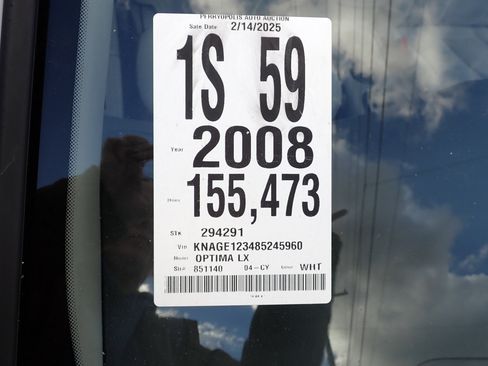 PERRYOPOLIS AUTO AUCTION
Sale Date 2/14/2025
1S 59
Year 2008
155,473
STK 294291
Vin KNAGE123485245960
Model OPTIMA LX
Slr# 851140 04-CY Color WHT